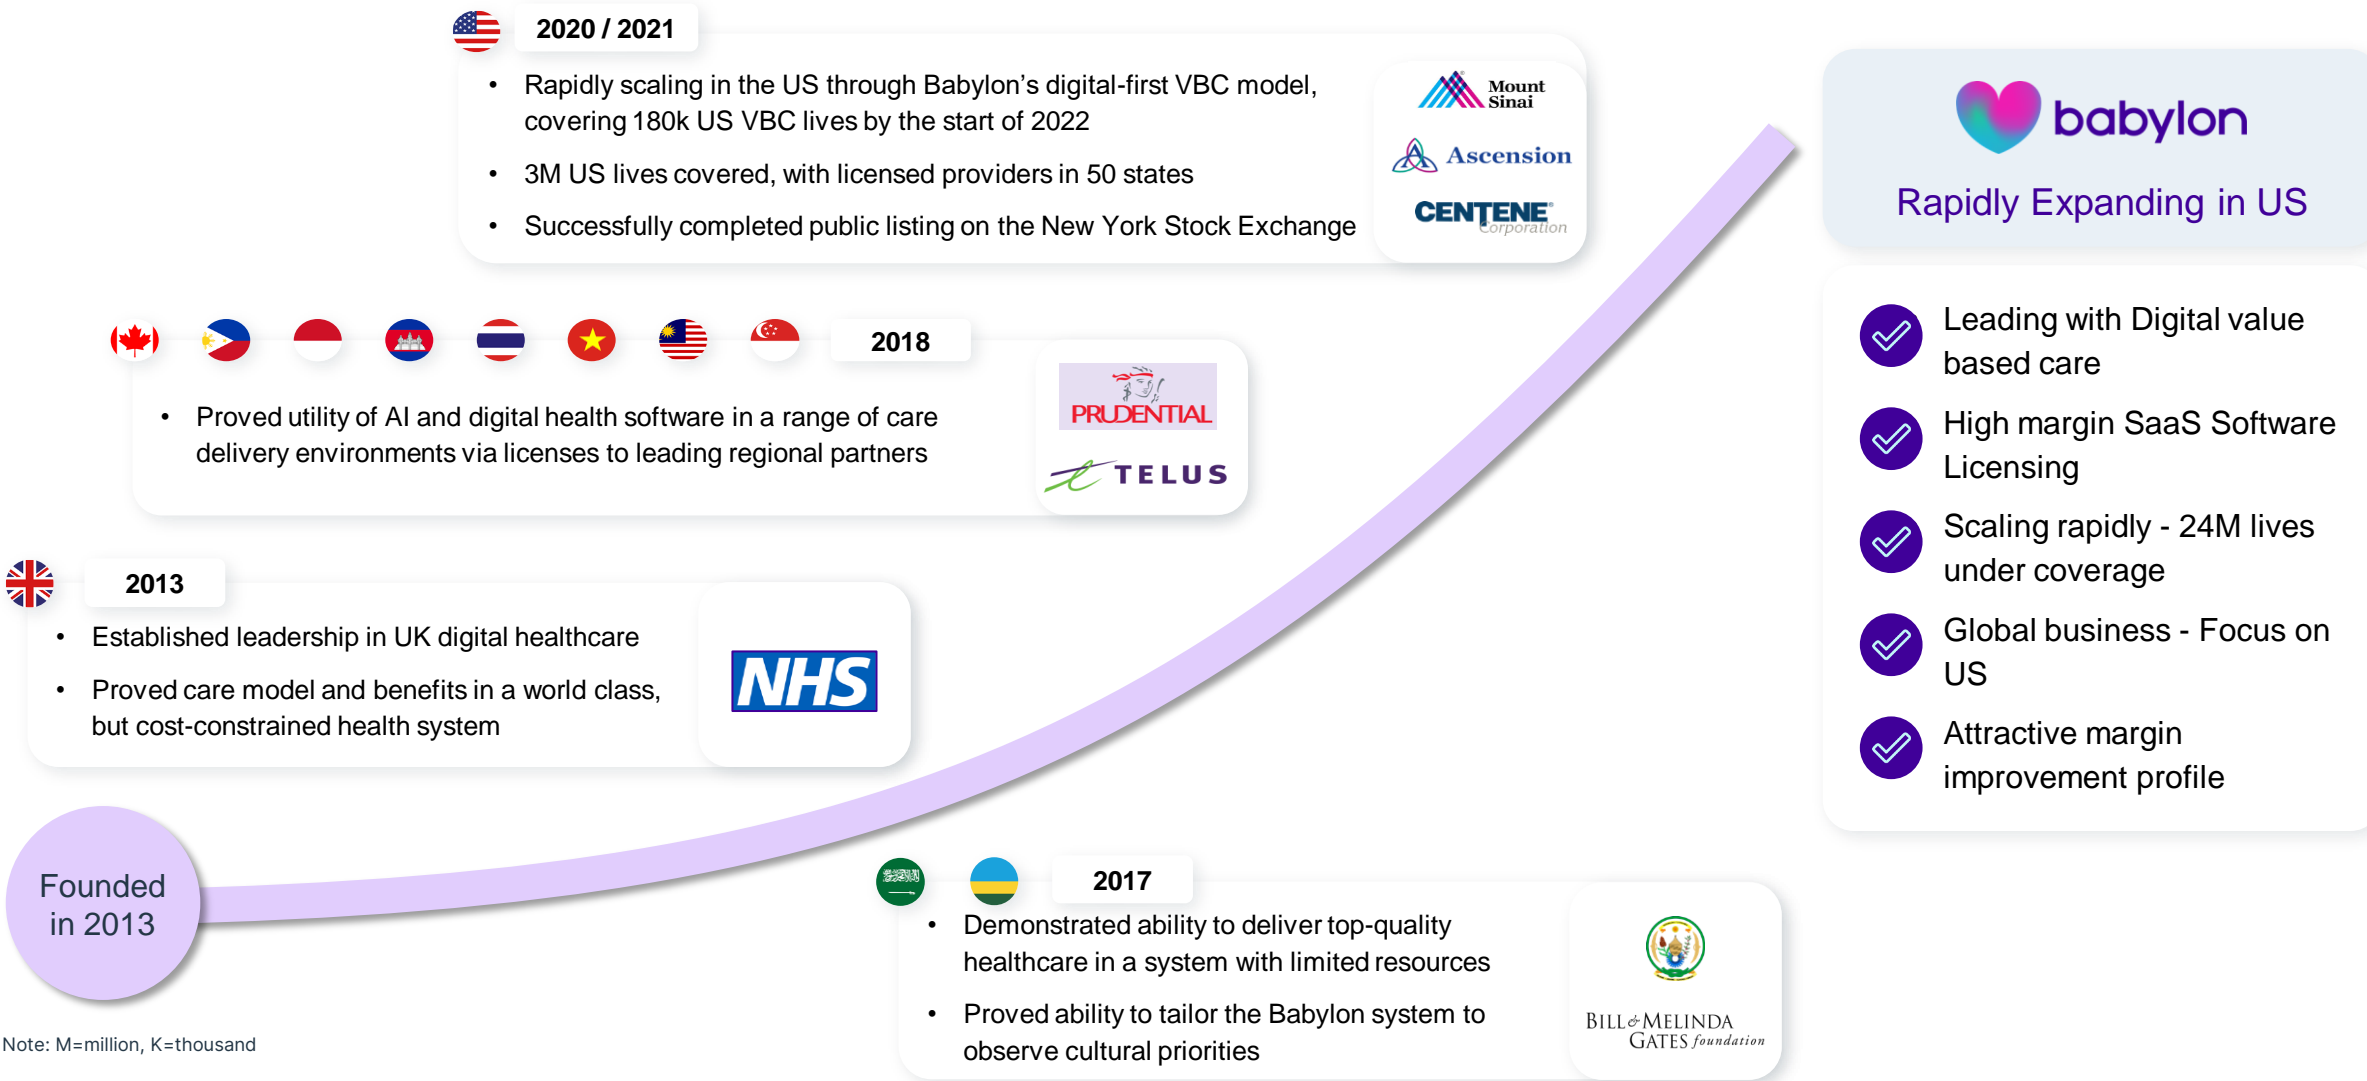 2020 / 2021
• Rapidly scaling in the US through Babylon's digital-first VBC model,
covering 180k US VBC lives by the start of 2022
• 3M US lives covered, with licensed providers in 50 states
• Successfully completed public listing on the New York Stock Exchange
Mount
Sinai
Ascension
CENTENE®
Corporation
2018
• Proved utility of AI and digital health software in a range of care
delivery environments via licenses to leading regional partners
PRUDENTIAL
TELUS
2013
• Established leadership in UK digital healthcare
• Proved care model and benefits in a world class,
but cost-constrained health system
NHS
Founded
in 2013
2017
• Demonstrated ability to deliver top-quality
healthcare in a system with limited resources
• Proved ability to tailor the Babylon system to
observe cultural priorities
BILL & MELINDA
GATES foundation
babylon
Rapidly Expanding in US
Leading with Digital value
based care
High margin SaaS Software
Licensing
Scaling rapidly - 24M lives
under coverage
Global business - Focus on
US
Attractive margin
improvement profile
Note: M=million, K=thousand